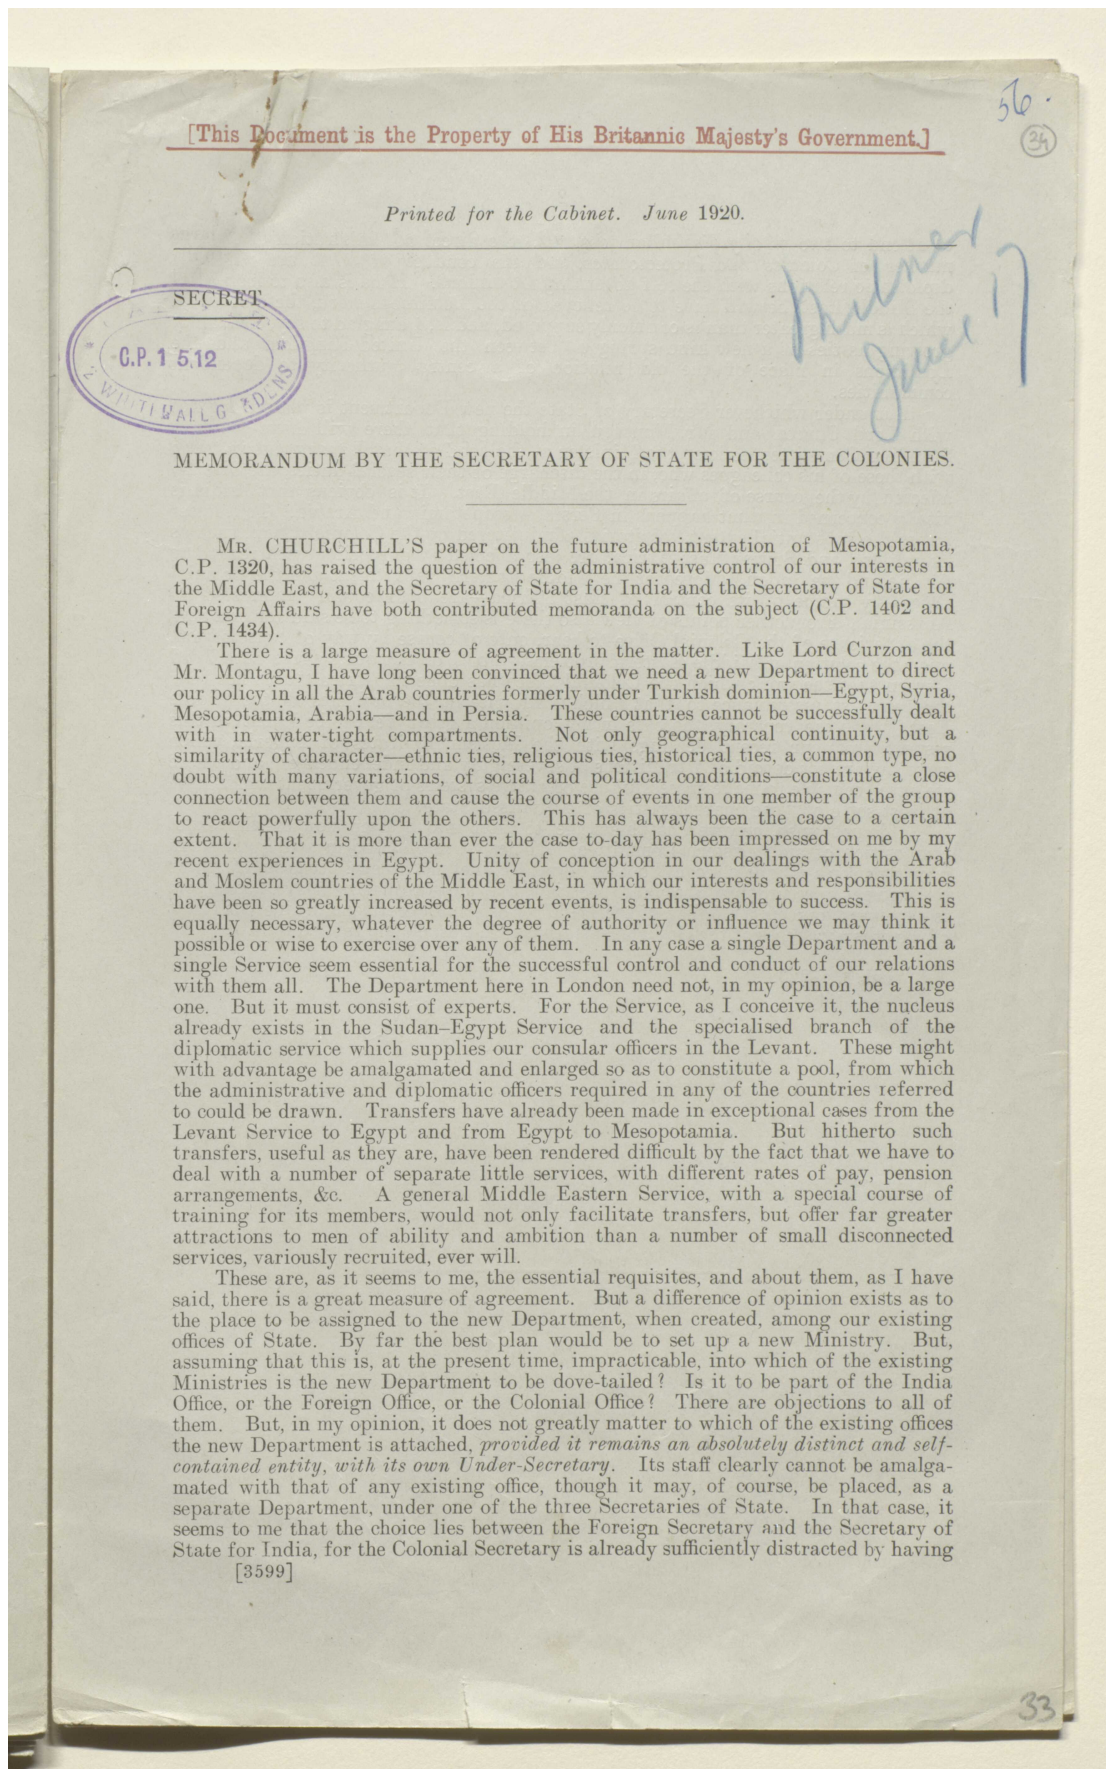 56.
34
[This Document is the Property of His Britannic Majesty's Government.]
Printed for the Cabinet. June 1920.
Milner
June 17
SECRET.
C.P. 1512
2 WHITEHALL GARDENS
MEMORANDUM BY THE SECRETARY OF STATE FOR THE COLONIES.
MR. CHURCHILL'S paper on the future administration of Mesopotamia,
C.P. 1320, has raised the question of the administrative control of our interests in
the Middle East, and the Secretary of State for India and the Secretary of State for
Foreign Affairs have both contributed memoranda on the subject (C.P. 1402 and
C.P. 1434).
There is a large measure of agreement in the matter. Like Lord Curzon and
Mr. Montagu, I have long been convinced that we need a new Department to direct
our policy in all the Arab countries formerly under Turkish dominion—Egypt, Syria,
Mesopotamia, Arabia—and in Persia. These countries cannot be successfully dealt
with in water-tight compartments. Not only geographical continuity, but a
similarity of character—ethnic ties, religious ties, historical ties, a common type, no
doubt with many variations, of social and political conditions—constitute a close
connection between them and cause the course of events in one member of the group
to react powerfully upon the others. This has always been the case to a certain
extent. That it is more than ever the case to-day has been impressed on me by my
recent experiences in Egypt. Unity of conception in our dealings with the Arab
and Moslem countries of the Middle East, in which our interests and responsibilities
have been so greatly increased by recent events, is indispensable to success. This is
equally necessary, whatever the degree of authority or influence we may think it
possible or wise to exercise over any of them. In any case a single Department and a
single Service seem essential for the successful control and conduct of our relations
with them all. The Department here in London need not, in my opinion, be a large
one. But it must consist of experts. For the Service, as I conceive it, the nucleus
already exists in the Sudan–Egypt Service and the specialised branch of the
diplomatic service which supplies our consular officers in the Levant. These might
with advantage be amalgamated and enlarged so as to constitute a pool, from which
the administrative and diplomatic officers required in any of the countries referred
to could be drawn. Transfers have already been made in exceptional cases from the
Levant Service to Egypt and from Egypt to Mesopotamia. But hitherto such
transfers, useful as they are, have been rendered difficult by the fact that we have to
deal with a number of separate little services, with different rates of pay, pension
arrangements, &c. A general Middle Eastern Service, with a special course of
training for its members, would not only facilitate transfers, but offer far greater
attractions to men of ability and ambition than a number of small disconnected
services, variously recruited, ever will.
These are, as it seems to me, the essential requisites, and about them, as I have
said, there is a great measure of agreement. But a difference of opinion exists as to
the place to be assigned to the new Department, when created, among our existing
offices of State. By far the best plan would be to set up a new Ministry. But,
assuming that this is, at the present time, impracticable, into which of the existing
Ministries is the new Department to be dove-tailed? Is it to be part of the India
Office, or the Foreign Office, or the Colonial Office? There are objections to all of
them. But, in my opinion, it does not greatly matter to which of the existing offices
the new Department is attached, provided it remains an absolutely distinct and self-
contained entity, with its own Under-Secretary. Its staff clearly cannot be amalga-
mated with that of any existing office, though it may, of course, be placed, as a
separate Department, under one of the three Secretaries of State. In that case, it
seems to me that the choice lies between the Foreign Secretary and the Secretary of
State for India, for the Colonial Secretary is already sufficiently distracted by having
[3599]
33